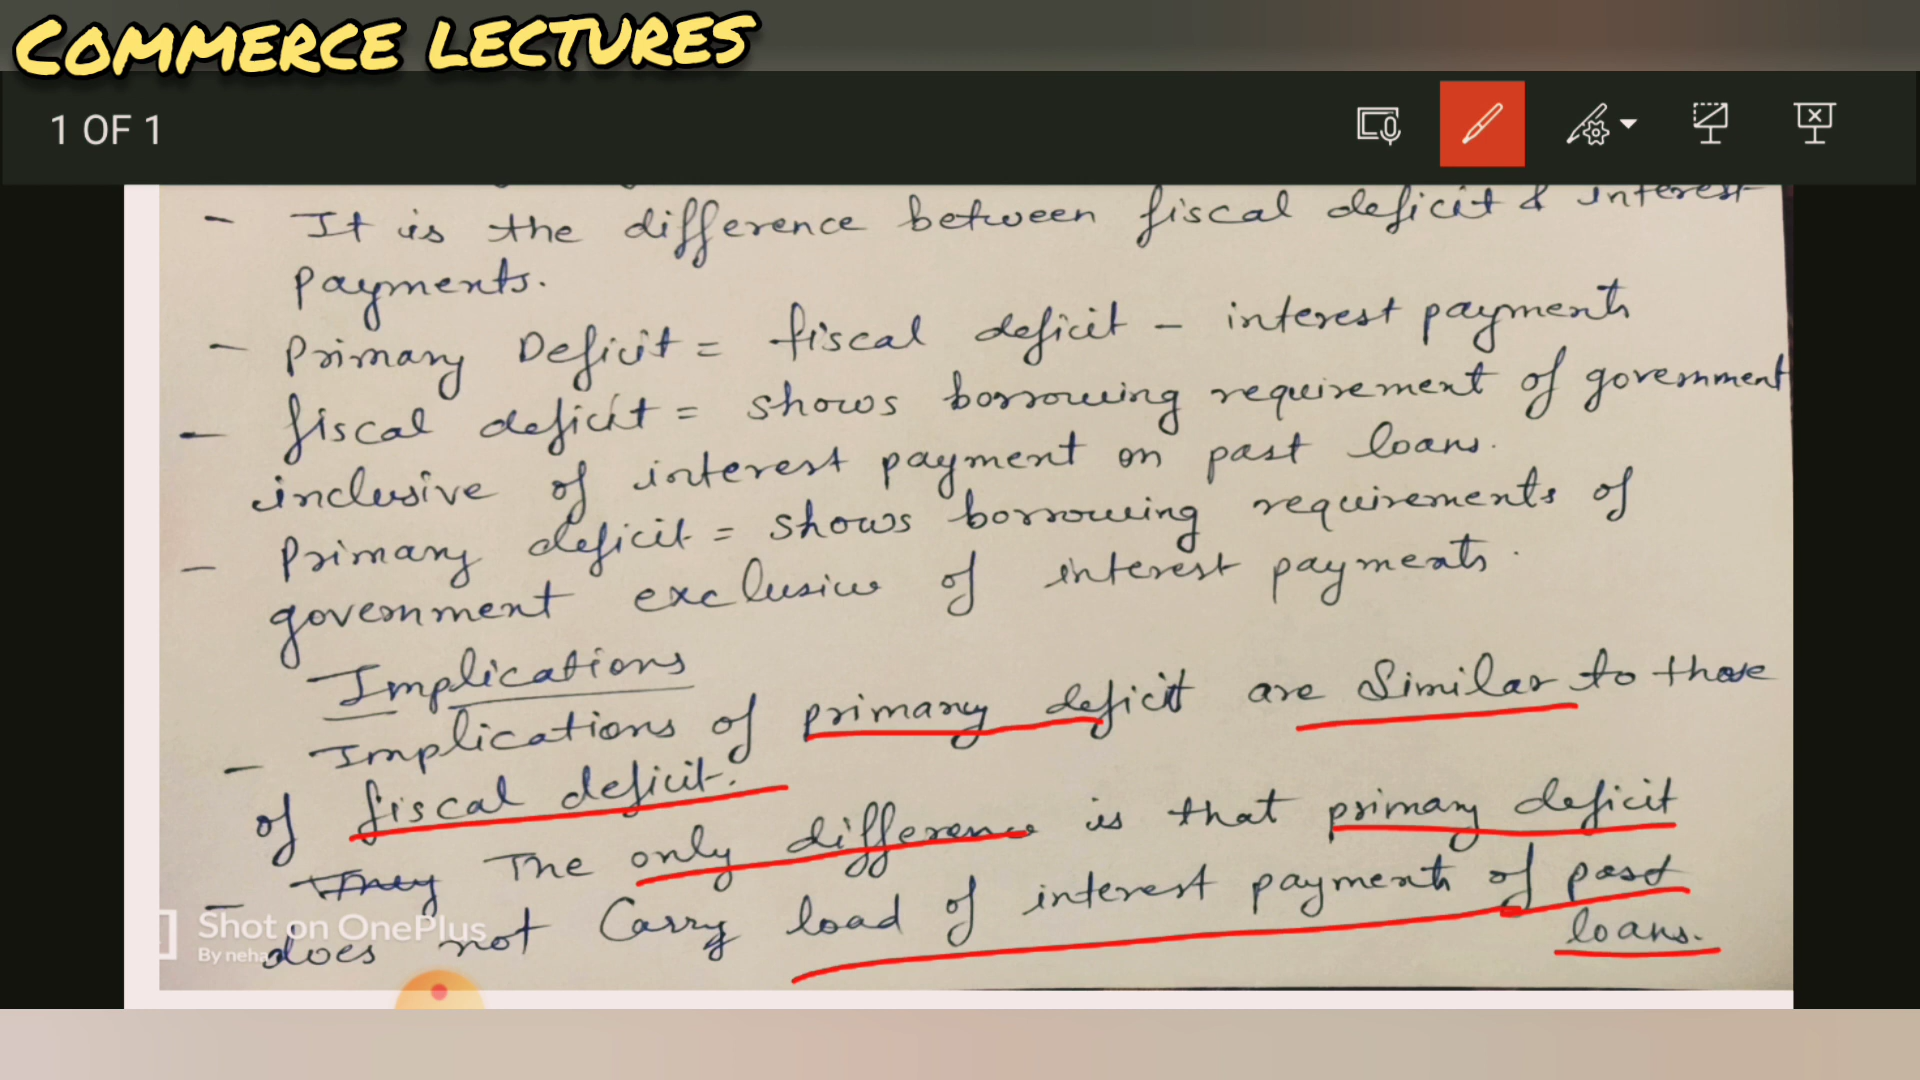 COMMERCE LECTURES
1 OF 1
- It is the difference between fiscal deficit & interest
payments.
- Primary Deficit = fiscal deficit - interest payments
- fiscal deficit = shows borrowing requirement of government
inclusive of interest payment on past loans.
- Primary deficit = shows borrowing requirements of
government exclusive of interest payments.
Implications
- Implications of primary deficit are similar to those
of fiscal deficit.
- They The only difference is that primary deficit
does not carry load of interest payments of past
loans.
Shot on OnePlus
By neha